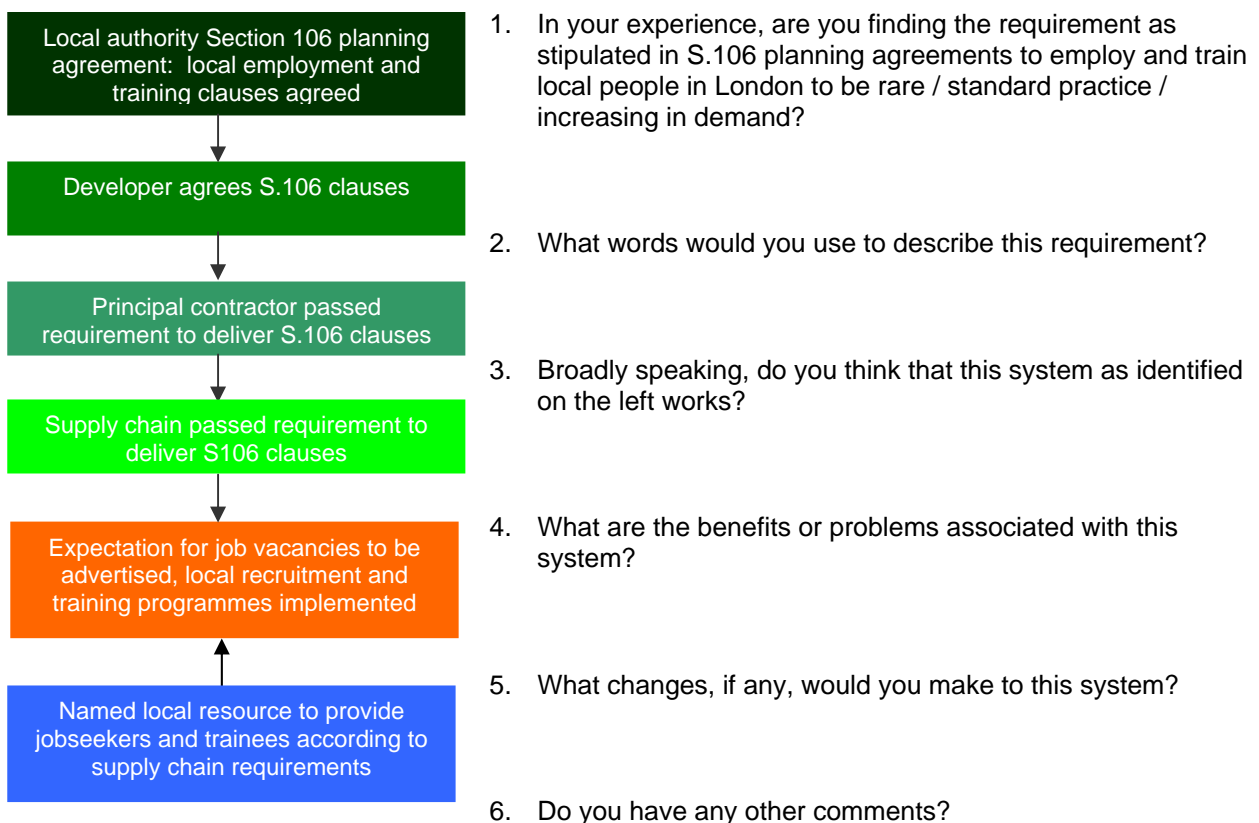 Local authority Section 106 planning
agreement: local employment and
training clauses agreed
Developer agrees S.106 clauses
Principal contractor passed
requirement to deliver S.106 clauses
Supply chain passed requirement to
deliver S106 clauses
Expectation for job vacancies to be
advertised, local recruitment and
training programmes implemented
Named local resource to provide
jobseekers and trainees according to
supply chain requirements
1. In your experience, are you finding the requirement as
stipulated in S.106 planning agreements to employ and train
local people in London to be rare / standard practice /
increasing in demand?
2. What words would you use to describe this requirement?
3. Broadly speaking, do you think that this system as identified
on the left works?
4. What are the benefits or problems associated with this
system?
5. What changes, if any, would you make to this system?
6. Do you have any other comments?